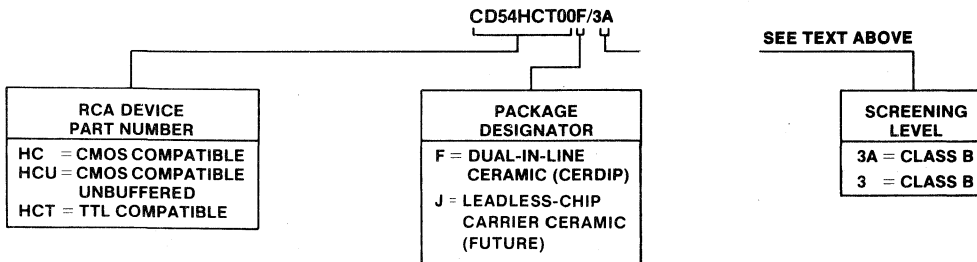 CD54HCT00F/3A
SEE TEXT ABOVE
RCA DEVICE
PART NUMBER
HC = CMOS COMPATIBLE
HCU = CMOS COMPATIBLE
UNBUFFERED
HCT = TTL COMPATIBLE
PACKAGE
DESIGNATOR
F = DUAL-IN-LINE
CERAMIC (CERDIP)
J = LEADLESS-CHIP
CARRIER CERAMIC
(FUTURE)
SCREENING
LEVEL
3A = CLASS B
3 = CLASS B